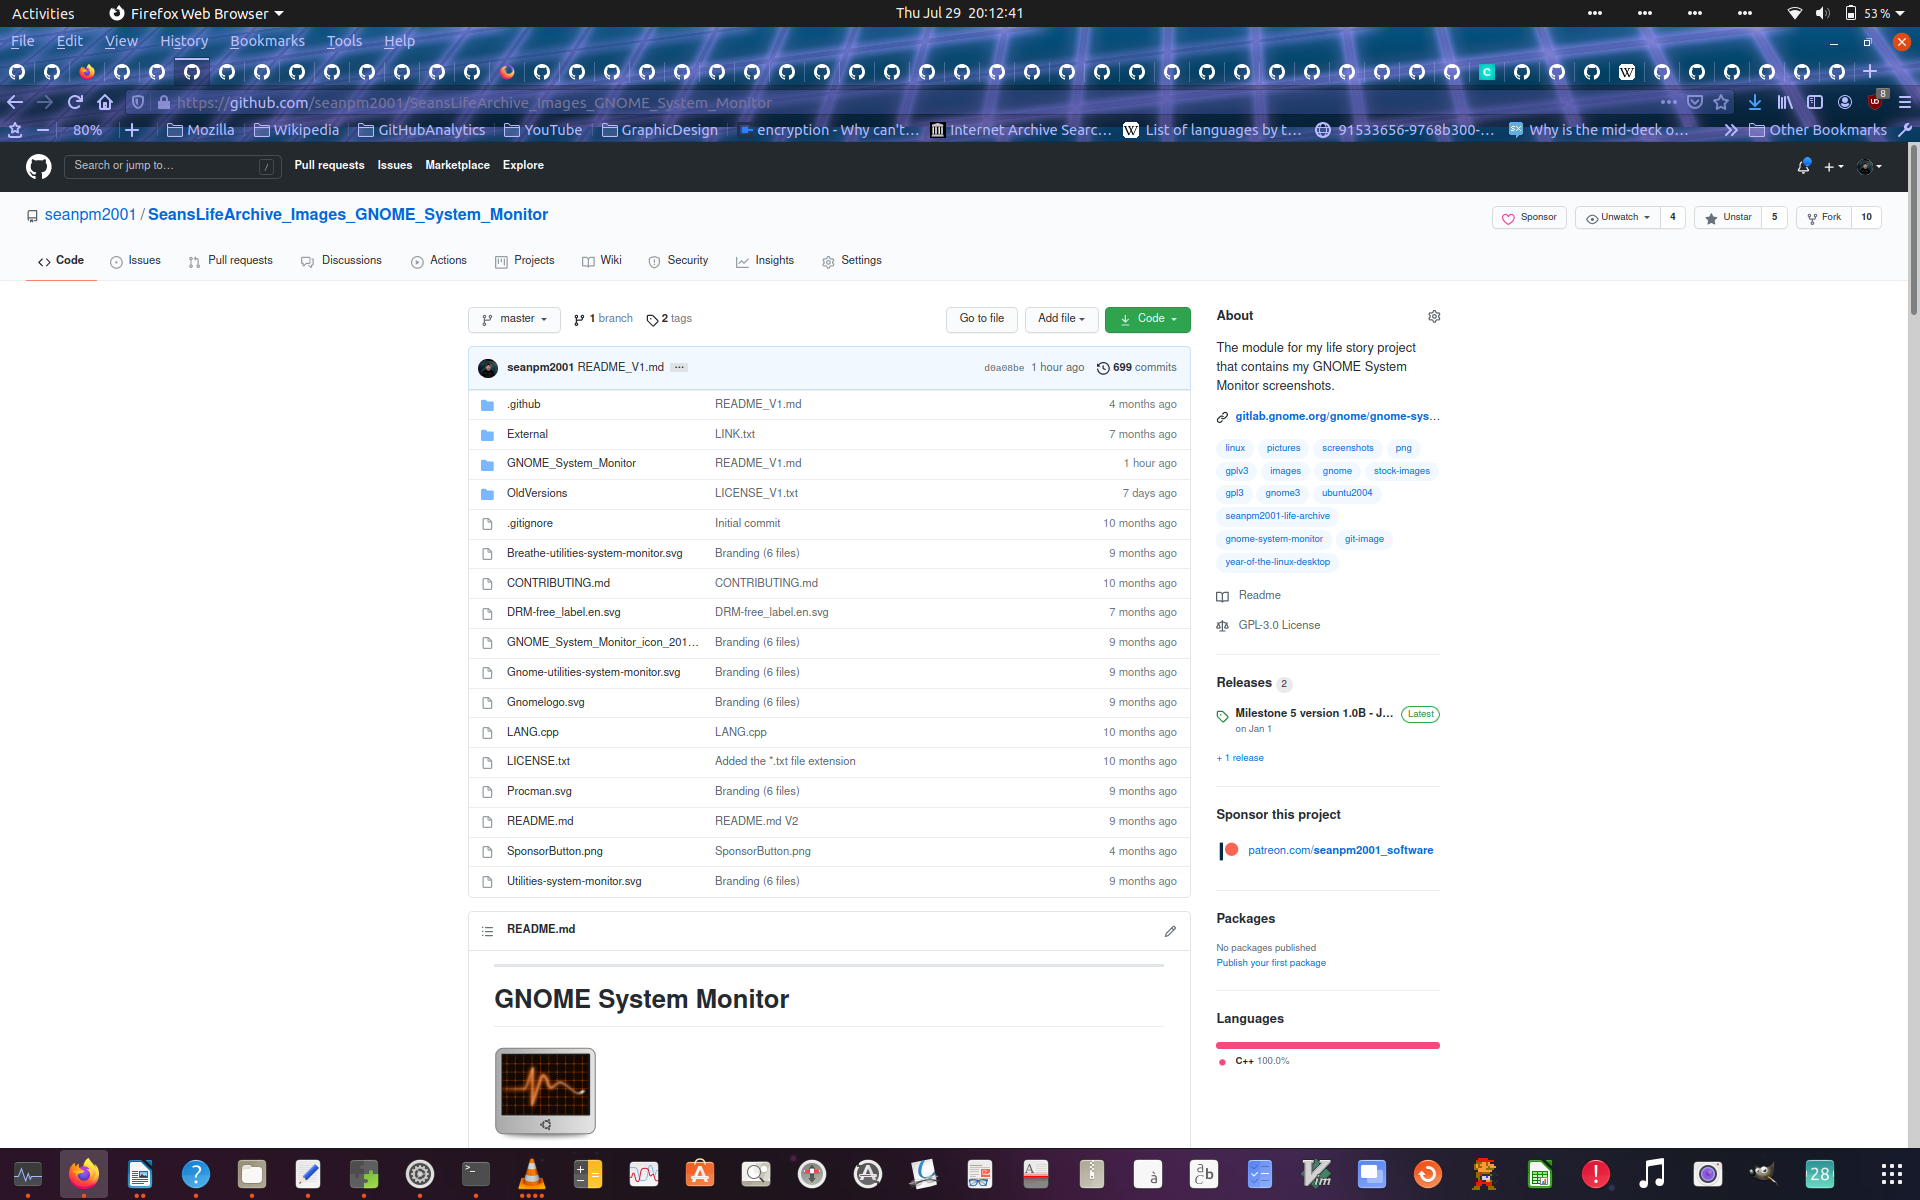 Activities
Firefox Web Browser
Thu Jul 29 20:12:41
53 %
File Edit View History Bookmarks Tools Help
https://github.com/seanpm2001/SeansLifeArchive_Images_GNOME_System_Monitor
8
80%
Mozilla
Wikipedia
GitHubAnalytics
YouTube
GraphicDesign
encryption - Why can't…
Internet Archive Searc…
List of languages by t…
91533656-9768b300-…
Why is the mid-deck o…
Other Bookmarks
Search or jump to…
/
Pull requests Issues Marketplace Explore
seanpm2001 / SeansLifeArchive_Images_GNOME_System_Monitor
Sponsor
Unwatch 4
Unstar 5
Fork 10
Code
Issues
Pull requests
Discussions
Actions
Projects
Wiki
Security
Insights
Settings
master
1 branch
2 tags
Go to file
Add file
Code
seanpm2001 README_V1.md … d0a08be 1 hour ago 699 commits
.github README_V1.md 4 months ago
External LINK.txt 7 months ago
GNOME_System_Monitor README_V1.md 1 hour ago
OldVersions LICENSE_V1.txt 7 days ago
.gitignore Initial commit 10 months ago
Breathe-utilities-system-monitor.svg Branding (6 files) 9 months ago
CONTRIBUTING.md CONTRIBUTING.md 10 months ago
DRM-free_label.en.svg DRM-free_label.en.svg 7 months ago
GNOME_System_Monitor_icon_201… Branding (6 files) 9 months ago
Gnome-utilities-system-monitor.svg Branding (6 files) 9 months ago
Gnomelogo.svg Branding (6 files) 9 months ago
LANG.cpp LANG.cpp 10 months ago
LICENSE.txt Added the *.txt file extension 10 months ago
Procman.svg Branding (6 files) 9 months ago
README.md README.md V2 9 months ago
SponsorButton.png SponsorButton.png 4 months ago
Utilities-system-monitor.svg Branding (6 files) 9 months ago
README.md
GNOME System Monitor
About
The module for my life story project
that contains my GNOME System
Monitor screenshots.
gitlab.gnome.org/gnome/gnome-sys…
linux pictures screenshots png
gplv3 images gnome stock-images
gpl3 gnome3 ubuntu2004
seanpm2001-life-archive
gnome-system-monitor git-image
year-of-the-linux-desktop
Readme
GPL-3.0 License
Releases 2
Milestone 5 version 1.0B - J… Latest
on Jan 1
+ 1 release
Sponsor this project
patreon.com/seanpm2001_software
Packages
No packages published
Publish your first package
Languages
C++ 100.0%
28